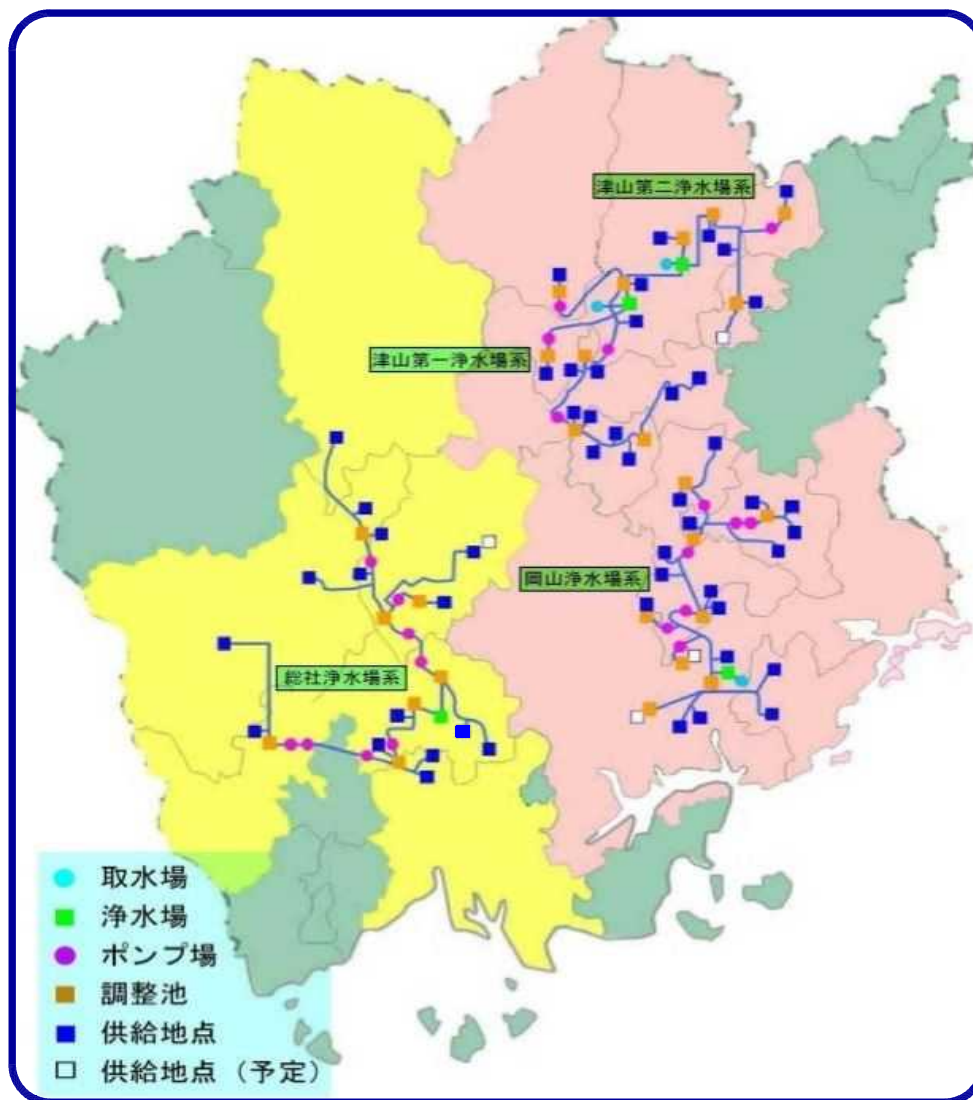 津山第二浄水場系
津山第一浄水場系
岡山浄水場系
総社浄水場系
取水場
浄水場
ポンプ場
調整池
供給地点
供給地点（予定）